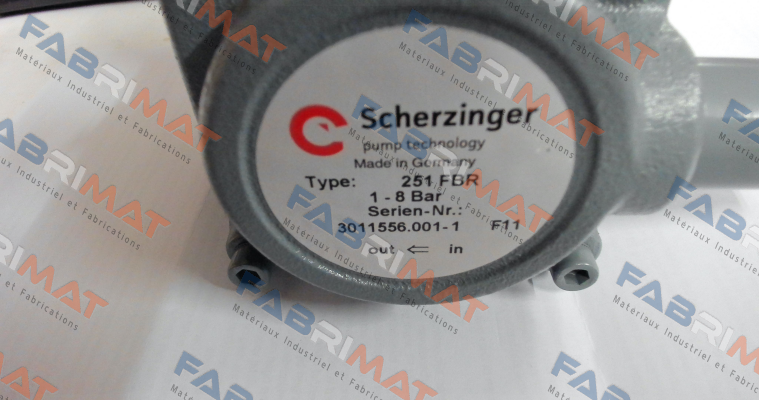 Scherzinger
pump technology
Made in Germany
Type: 251 FBR
1 - 8 Bar
Serien-Nr.:
3011556.001-1 F11
out ⇐ in
FABRIMAT
Materiaux Industriel et Fabrications